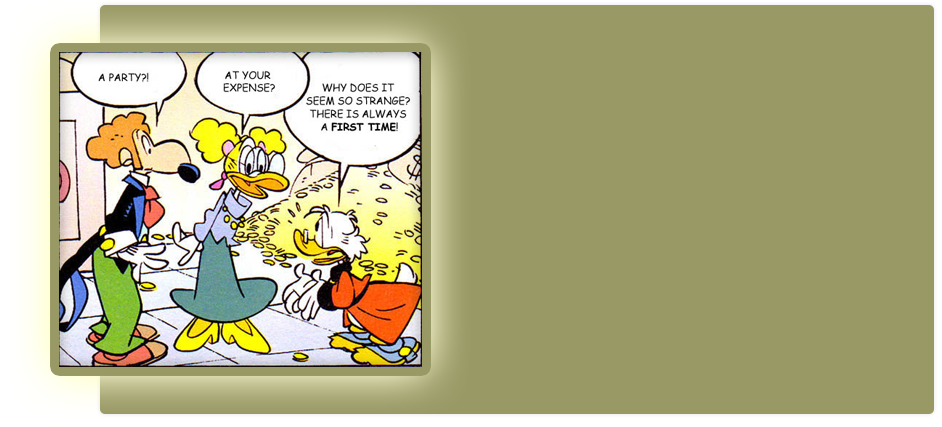 A PARTY?!
AT YOUR
EXPENSE?
WHY DOES IT
SEEM SO STRANGE?
THERE IS ALWAYS
A FIRST TIME!